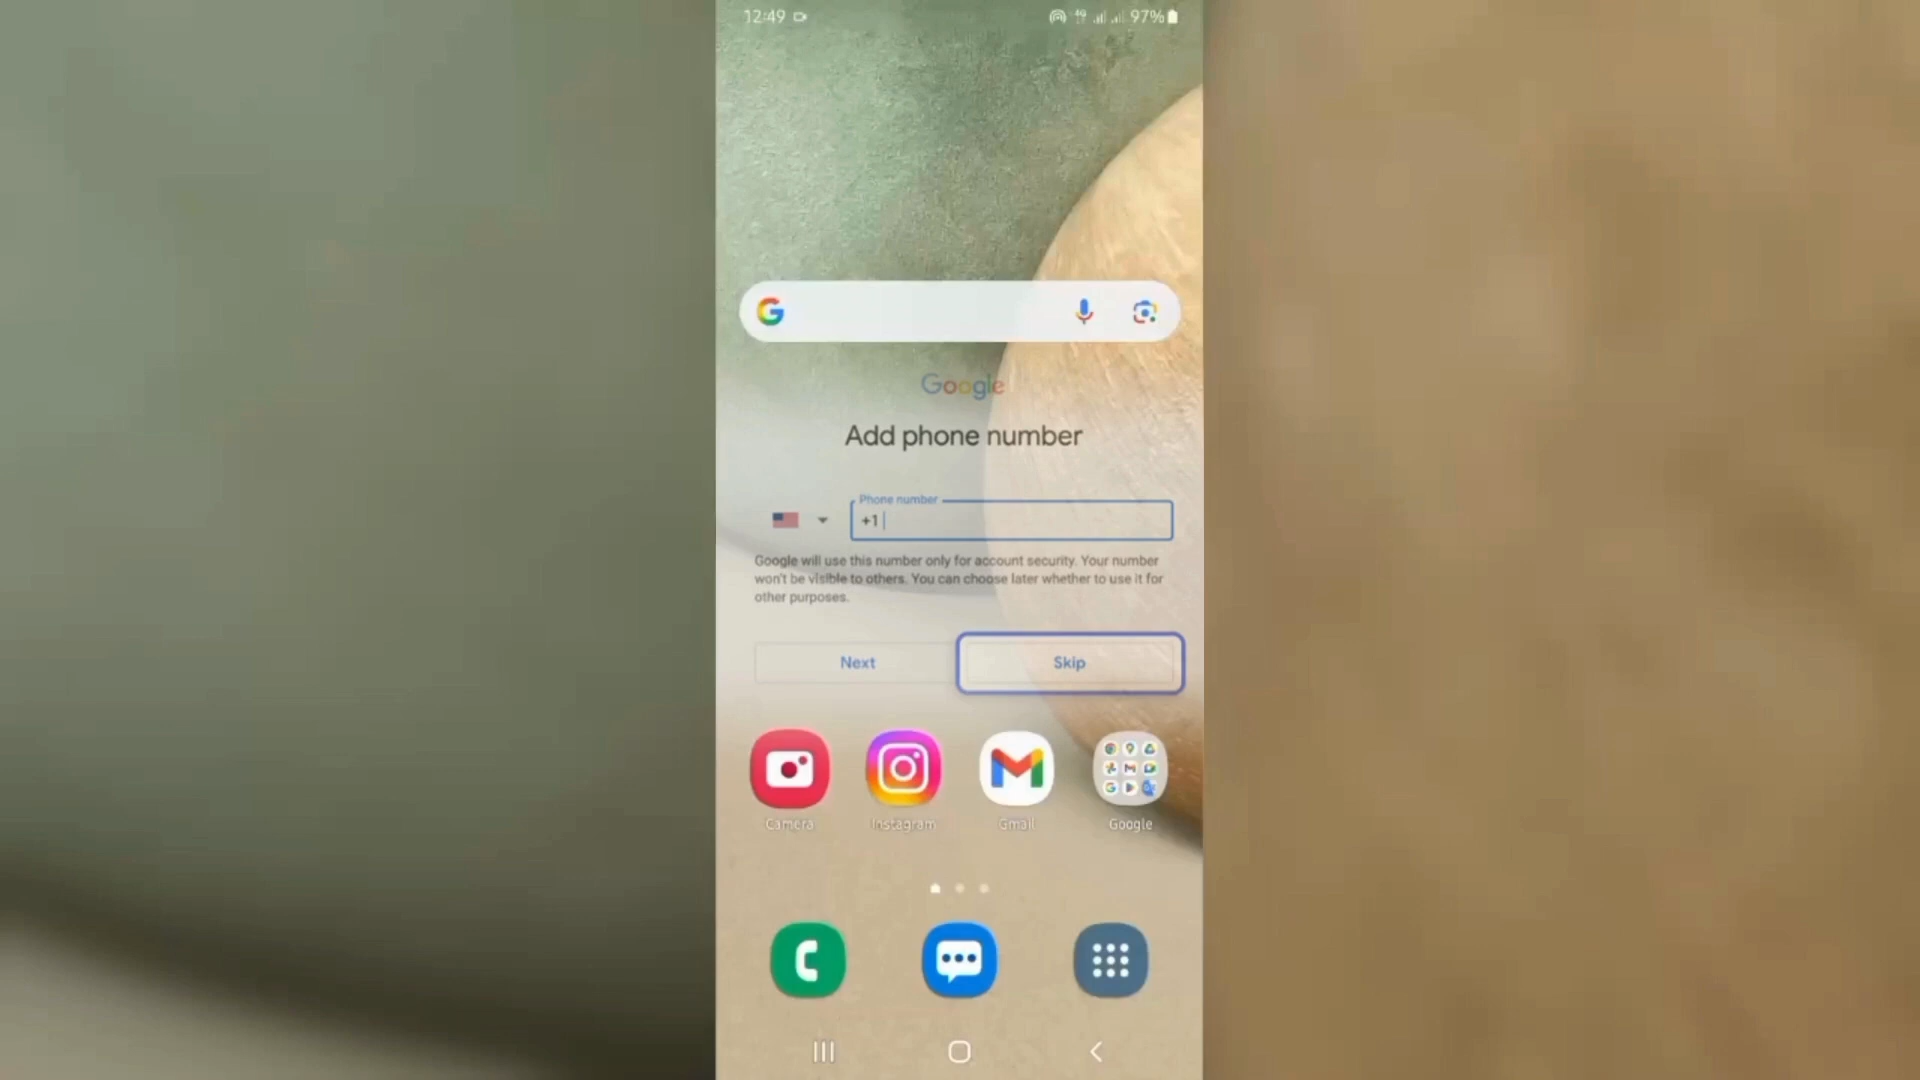 12:49
4G 97%
Google
Add phone number
Phone number
+1
Google will use this number only for account security. Your number
won't be visible to others. You can choose later whether to use it for
other purposes.
Next Skip
Camera Instagram Gmail Google